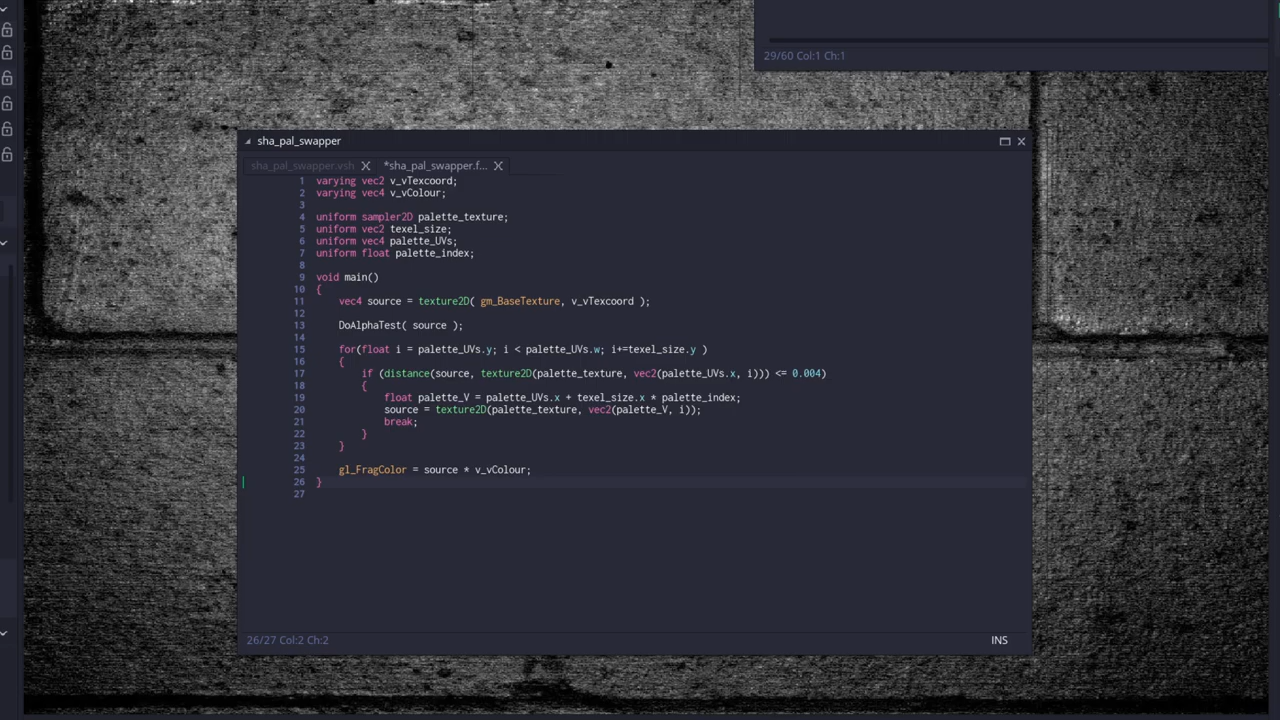 29/60 Col:1 Ch:1
sha_pal_swapper
sha_pal_swapper.vsh
*sha_pal_swapper.f...
1 varying vec2 v_vTexcoord;
2 varying vec4 v_vColour;
3
4 uniform sampler2D palette_texture;
5 uniform vec2 texel_size;
6 uniform vec4 palette_UVs;
7 uniform float palette_index;
8
9 void main()
10 {
11 vec4 source = texture2D( gm_BaseTexture, v_vTexcoord );
12
13 DoAlphaTest( source );
14
15 for(float i = palette_UVs.y; i < palette_UVs.w; i+=texel_size.y )
16 {
17 if (distance(source, texture2D(palette_texture, vec2(palette_UVs.x, i))) <= 0.004)
18 {
19 float palette_V = palette_UVs.x + texel_size.x * palette_index;
20 source = texture2D(palette_texture, vec2(palette_V, i));
21 break;
22 }
23 }
24
25 gl_FragColor = source * v_vColour;
26 }
27
26/27 Col:2 Ch:2
INS